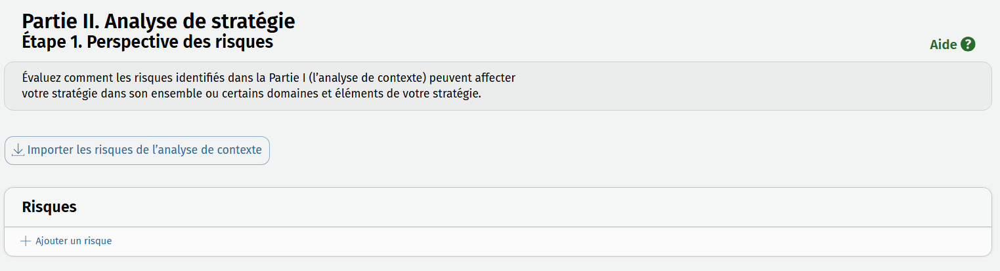 Partie II. Analyse de stratégie
Étape 1. Perspective des risques
Aide ?
Évaluez comment les risques identifiés dans la Partie I (l’analyse de contexte) peuvent affecter
votre stratégie dans son ensemble ou certains domaines et éléments de votre stratégie.
Importer les risques de l’analyse de contexte
Risques
Ajouter un risque